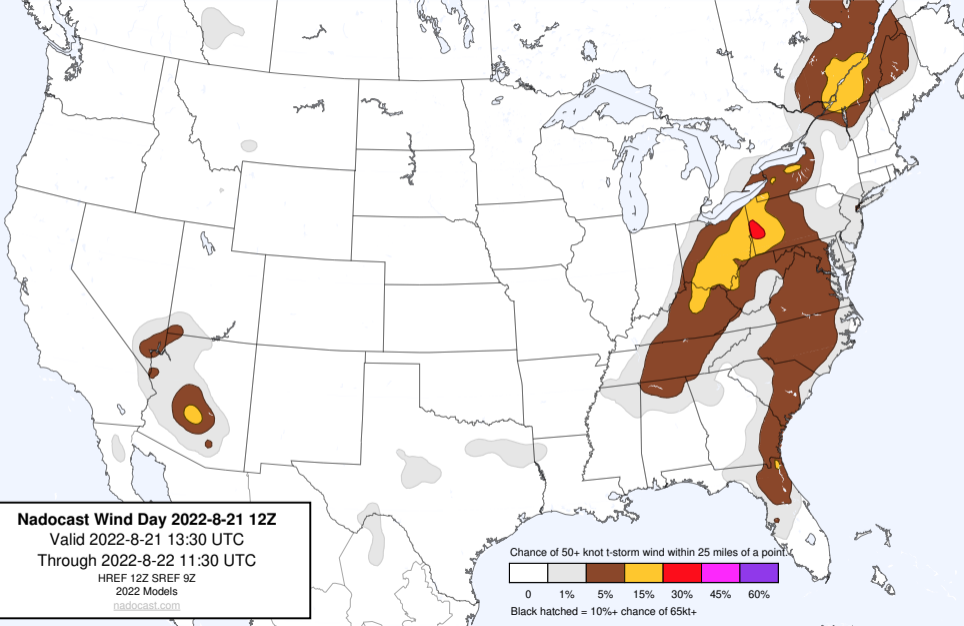 Nadocast Wind Day 2022-8-21 12Z
Valid 2022-8-21 13:30 UTC
Through 2022-8-22 11:30 UTC
HREF 12Z SREF 9Z
2022 Models
nadocast.com
Chance of 50+ knot t-storm wind within 25 miles of a point.
0 1% 5% 15% 30% 45% 60%
Black hatched = 10%+ chance of 65kt+